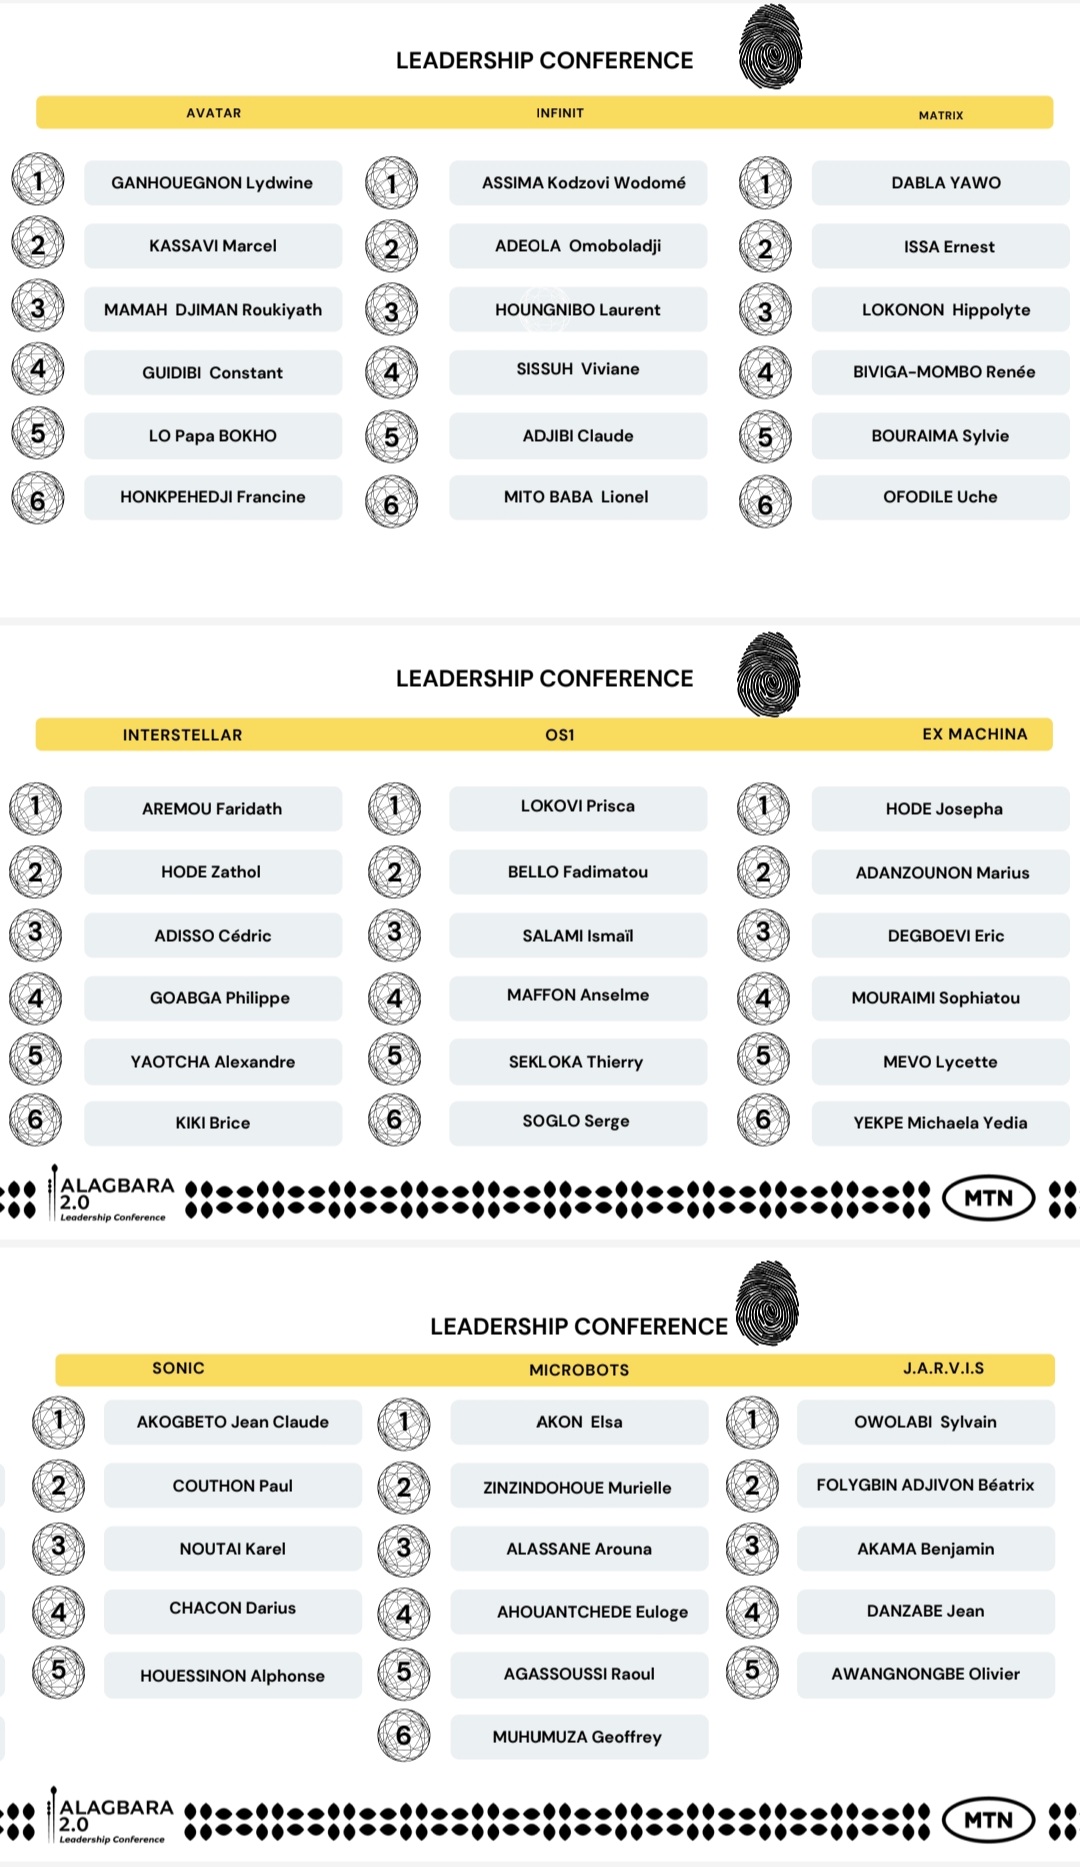 LEADERSHIP CONFERENCE
AVATAR INFINIT MATRIX
1 GANHOUEGNON Lydwine 1 ASSIMA Kodzovi Wodomé 1 DABLA YAWO
2 KASSAVI Marcel 2 ADEOLA Omoboladji 2 ISSA Ernest
3 MAMAH DJIMAN Roukiyath 3 HOUNGNIBO Laurent 3 LOKONON Hippolyte
4 GUIDIBI Constant 4 SISSUH Viviane 4 BIVIGA-MOMBO Renée
5 LO Papa BOKHO 5 ADJIBI Claude 5 BOURAIMA Sylvie
6 HONKPEHEDJI Francine 6 MITO BABA Lionel 6 OFODILE Uche
LEADERSHIP CONFERENCE
INTERSTELLAR OS1 EX MACHINA
1 AREMOU Faridath 1 LOKOVI Prisca 1 HODE Josepha
2 HODE Zathol 2 BELLO Fadimatou 2 ADANZOUNON Marius
3 ADISSO Cédric 3 SALAMI Ismaïl 3 DEGBOEVI Eric
4 GOABGA Philippe 4 MAFFON Anselme 4 MOURAIMI Sophiatou
5 YAOTCHA Alexandre 5 SEKLOKA Thierry 5 MEVO Lycette
6 KIKI Brice 6 SOGLO Serge 6 YEKPE Michaela Yedia
ALAGBARA
2.0
Leadership Conference
MTN
LEADERSHIP CONFERENCE
SONIC MICROBOTS J.A.R.V.I.S
1 AKOGBETO Jean Claude 1 AKON Elsa 1 OWOLABI Sylvain
2 COUTHON Paul 2 ZINZINDOHOUE Murielle 2 FOLYGBIN ADJIVON Béatrix
3 NOUTAI Karel 3 ALASSANE Arouna 3 AKAMA Benjamin
4 CHACON Darius 4 AHOUANTCHEDE Euloge 4 DANZABE Jean
5 HOUESSINON Alphonse 5 AGASSOUSSI Raoul 5 AWANGNONGBE Olivier
6 MUHUMUZA Geoffrey
ALAGBARA
2.0
Leadership Conference
MTN